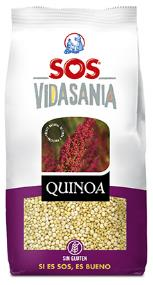 SOS
VIDASANIA
QUINOA
SIN GLUTEN
SI ES SOS, ES BUENO